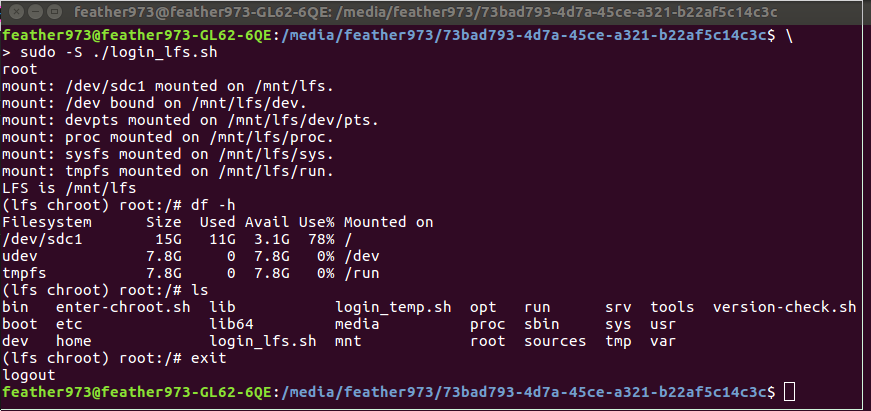 feather973@feather973-GL62-6QE: /media/feather973/73bad793-4d7a-45ce-a321-b22af5c14c3c
feather973@feather973-GL62-6QE:/media/feather973/73bad793-4d7a-45ce-a321-b22af5c14c3c$ \
> sudo -S ./login_lfs.sh
root
mount: /dev/sdc1 mounted on /mnt/lfs.
mount: /dev bound on /mnt/lfs/dev.
mount: devpts mounted on /mnt/lfs/dev/pts.
mount: proc mounted on /mnt/lfs/proc.
mount: sysfs mounted on /mnt/lfs/sys.
mount: tmpfs mounted on /mnt/lfs/run.
LFS is /mnt/lfs
(lfs chroot) root:/# df -h
Filesystem      Size  Used Avail Use% Mounted on
/dev/sdc1        15G   11G  3.1G  78% /
udev            7.8G     0  7.8G   0% /dev
tmpfs           7.8G     0  7.8G   0% /run
(lfs chroot) root:/# ls
bin   enter-chroot.sh  lib           login_temp.sh  opt   run      srv  tools  version-check.sh
boot  etc              lib64         media          proc  sbin     sys  usr
dev   home             login_lfs.sh  mnt            root  sources  tmp  var
(lfs chroot) root:/# exit
logout
feather973@feather973-GL62-6QE:/media/feather973/73bad793-4d7a-45ce-a321-b22af5c14c3c$